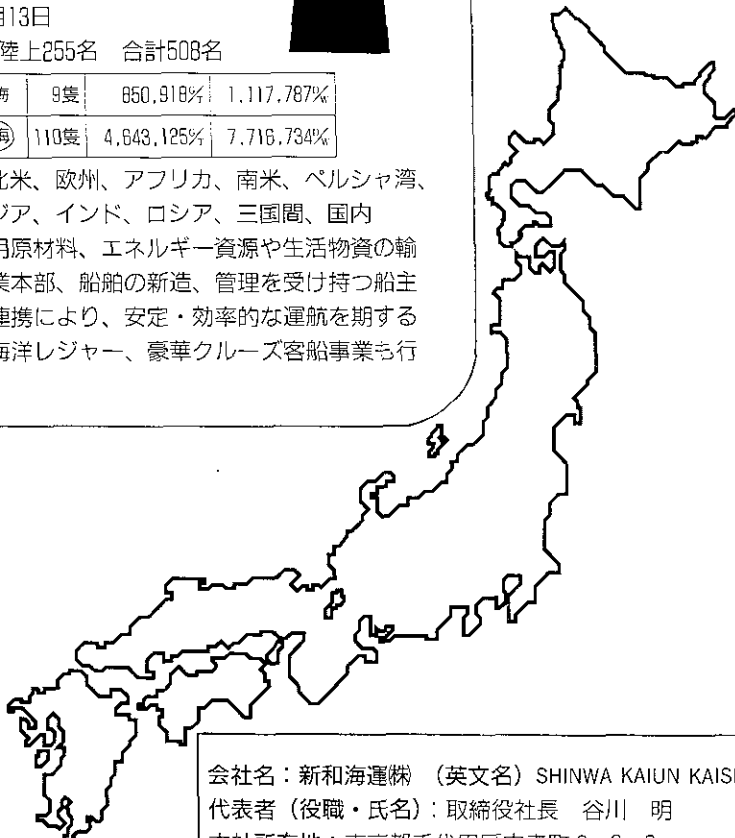 月13日
陸上255名 合計508名
海 9隻 650,918％ 1,117,787％
海 110隻 4,643,125％ 7,716,734％
北米、欧州、アフリカ、南米、ペルシャ湾、
ジア、インド、ロシア、三国間、国内
用原材料、エネルギー資源や生活物資の輸
業本部、船舶の新造、管理を受け持つ船主
連携により、安定・効率的な運航を期する
海洋レジャー、豪華クルーズ客船事業も行
会社名：新和海運㈱ （英文名）SHINWA KAIUN KAIS
代表者（役職・氏名）：取締役社長 谷川 明